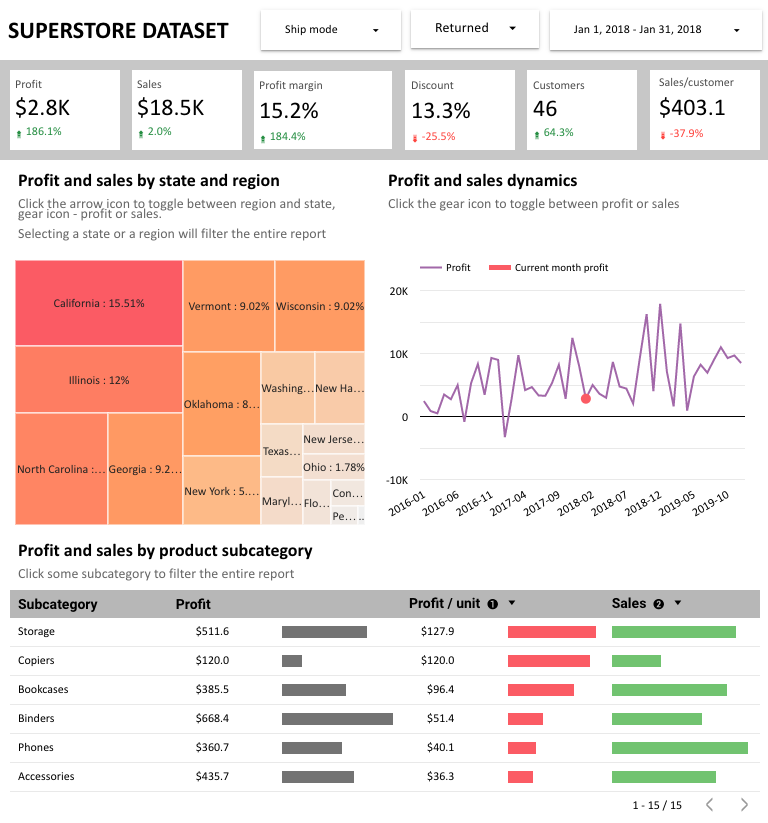 SUPERSTORE DATASET
Ship mode
Returned
Jan 1, 2018 - Jan 31, 2018
Profit
$2.8K
186.1%
Sales
$18.5K
2.0%
Profit margin
15.2%
184.4%
Discount
13.3%
-25.5%
Customers
46
64.3%
Sales/customer
$403.1
-37.9%
Profit and sales by state and region
Click the arrow icon to toggle between region and state,
gear icon - profit or sales.
Selecting a state or a region will filter the entire report
California : 15.51%
Vermont : 9.02%
Wisconsin : 9.02%
Illinois : 12%
Oklahoma : 8...
Washing...
New Ha...
North Carolina :...
Georgia : 9.2...
New York : 5....
Texas...
New Jerse...
Ohio : 1.78%
Maryl...
Flo...
Con...
Pe...
..
Profit and sales dynamics
Click the gear icon to toggle between profit or sales
Profit
Current month profit
20K
10K
0
-10K
2016-01
2016-06
2016-11
2017-04
2017-09
2018-02
2018-07
2018-12
2019-05
2019-10
Profit and sales by product subcategory
Click some subcategory to filter the entire report
Subcategory Profit Profit / unit 1 Sales 2
Storage $511.6 $127.9
Copiers $120.0 $120.0
Bookcases $385.5 $96.4
Binders $668.4 $51.4
Phones $360.7 $40.1
Accessories $435.7 $36.3
1 - 15 / 15